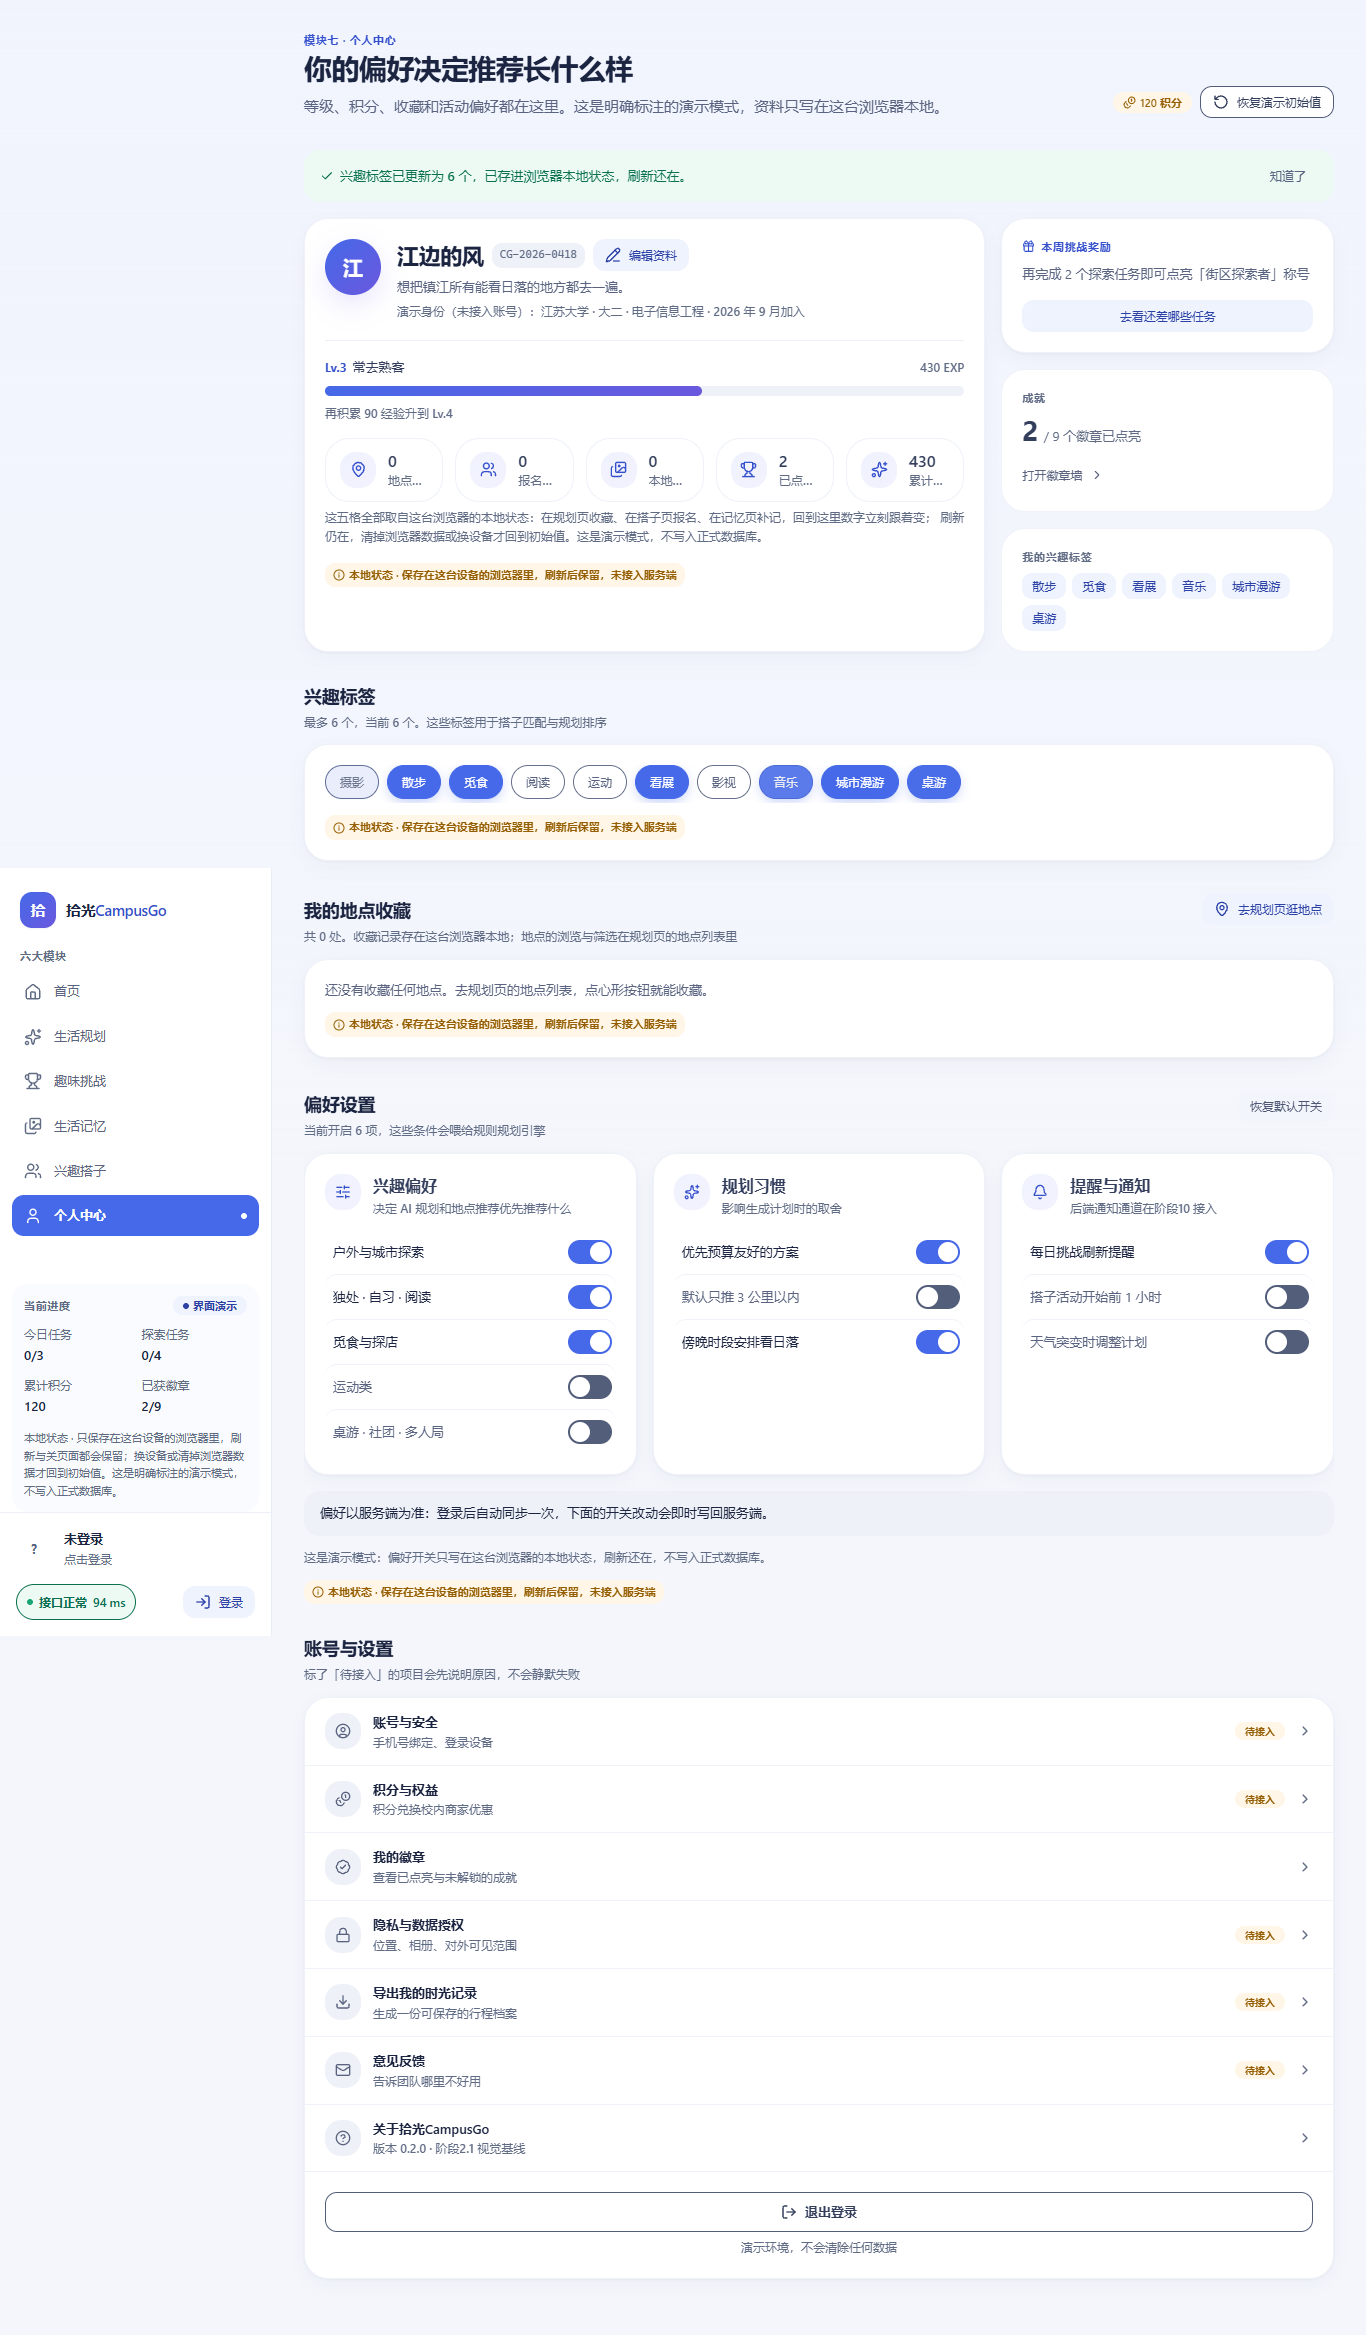 模块七 · 个人中心
你的偏好决定推荐长什么样
等级、积分、收藏和活动偏好都在这里。这是明确标注的演示模式，资料只写在这台浏览器本地。
120 积分
恢复演示初始值
兴趣标签已更新为 6 个，已存进浏览器本地状态，刷新还在。
知道了
江
江边的风
CG-2026-0418
编辑资料
想把镇江所有能看日落的地方都去一遍。
演示身份（未接入账号）：江苏大学 · 大二 · 电子信息工程 · 2026 年 9 月加入
Lv.3 常去熟客
430 EXP
再积累 90 经验升到 Lv.4
0
地点...
0
报名...
0
本地...
2
已点...
430
累计...
这五格全部取自这台浏览器的本地状态：在规划页收藏、在搭子页报名、在记忆页补记，回到这里数字立刻跟着变； 刷新
仍在，清掉浏览器数据或换设备才回到初始值。这是演示模式，不写入正式数据库。
本地状态 · 保存在这台设备的浏览器里，刷新后保留，未接入服务端
本周挑战奖励
再完成 2 个探索任务即可点亮「街区探索者」称号
去看还差哪些任务
成就
2 / 9 个徽章已点亮
打开徽章墙
我的兴趣标签
散步
觅食
看展
音乐
城市漫游
桌游
兴趣标签
最多 6 个，当前 6 个。这些标签用于搭子匹配与规划排序
摄影
散步
觅食
阅读
运动
看展
影视
音乐
城市漫游
桌游
本地状态 · 保存在这台设备的浏览器里，刷新后保留，未接入服务端
我的地点收藏
去规划页逛地点
共 0 处。收藏记录存在这台浏览器本地；地点的浏览与筛选在规划页的地点列表里
还没有收藏任何地点。去规划页的地点列表，点心形按钮就能收藏。
本地状态 · 保存在这台设备的浏览器里，刷新后保留，未接入服务端
偏好设置
恢复默认开关
当前开启 6 项，这些条件会喂给规则规划引擎
兴趣偏好
决定 AI 规划和地点推荐优先推荐什么
户外与城市探索
独处 · 自习 · 阅读
觅食与探店
运动类
桌游 · 社团 · 多人局
规划习惯
影响生成计划时的取舍
优先预算友好的方案
默认只推 3 公里以内
傍晚时段安排看日落
提醒与通知
后端通知通道在阶段10 接入
每日挑战刷新提醒
搭子活动开始前 1 小时
天气突变时调整计划
偏好以服务端为准：登录后自动同步一次，下面的开关改动会即时写回服务端。
这是演示模式：偏好开关只写在这台浏览器的本地状态，刷新还在，不写入正式数据库。
本地状态 · 保存在这台设备的浏览器里，刷新后保留，未接入服务端
账号与设置
标了「待接入」的项目会先说明原因，不会静默失败
账号与安全
手机号绑定、登录设备
待接入
积分与权益
积分兑换校内商家优惠
待接入
我的徽章
查看已点亮与未解锁的成就
隐私与数据授权
位置、相册、对外可见范围
待接入
导出我的时光记录
生成一份可保存的行程档案
待接入
意见反馈
告诉团队哪里不好用
待接入
关于拾光CampusGo
版本 0.2.0 · 阶段2.1 视觉基线
退出登录
演示环境，不会清除任何数据
拾
拾光CampusGo
六大模块
首页
生活规划
趣味挑战
生活记忆
兴趣搭子
个人中心
当前进度
界面演示
今日任务
0/3
探索任务
0/4
累计积分
120
已获徽章
2/9
本地状态 · 只保存在这台设备的浏览器里，刷
新与关页面都会保留；换设备或清掉浏览器数
据才回到初始值。这是明确标注的演示模式，
不写入正式数据库。
?
未登录
点击登录
接口正常 94 ms
登录